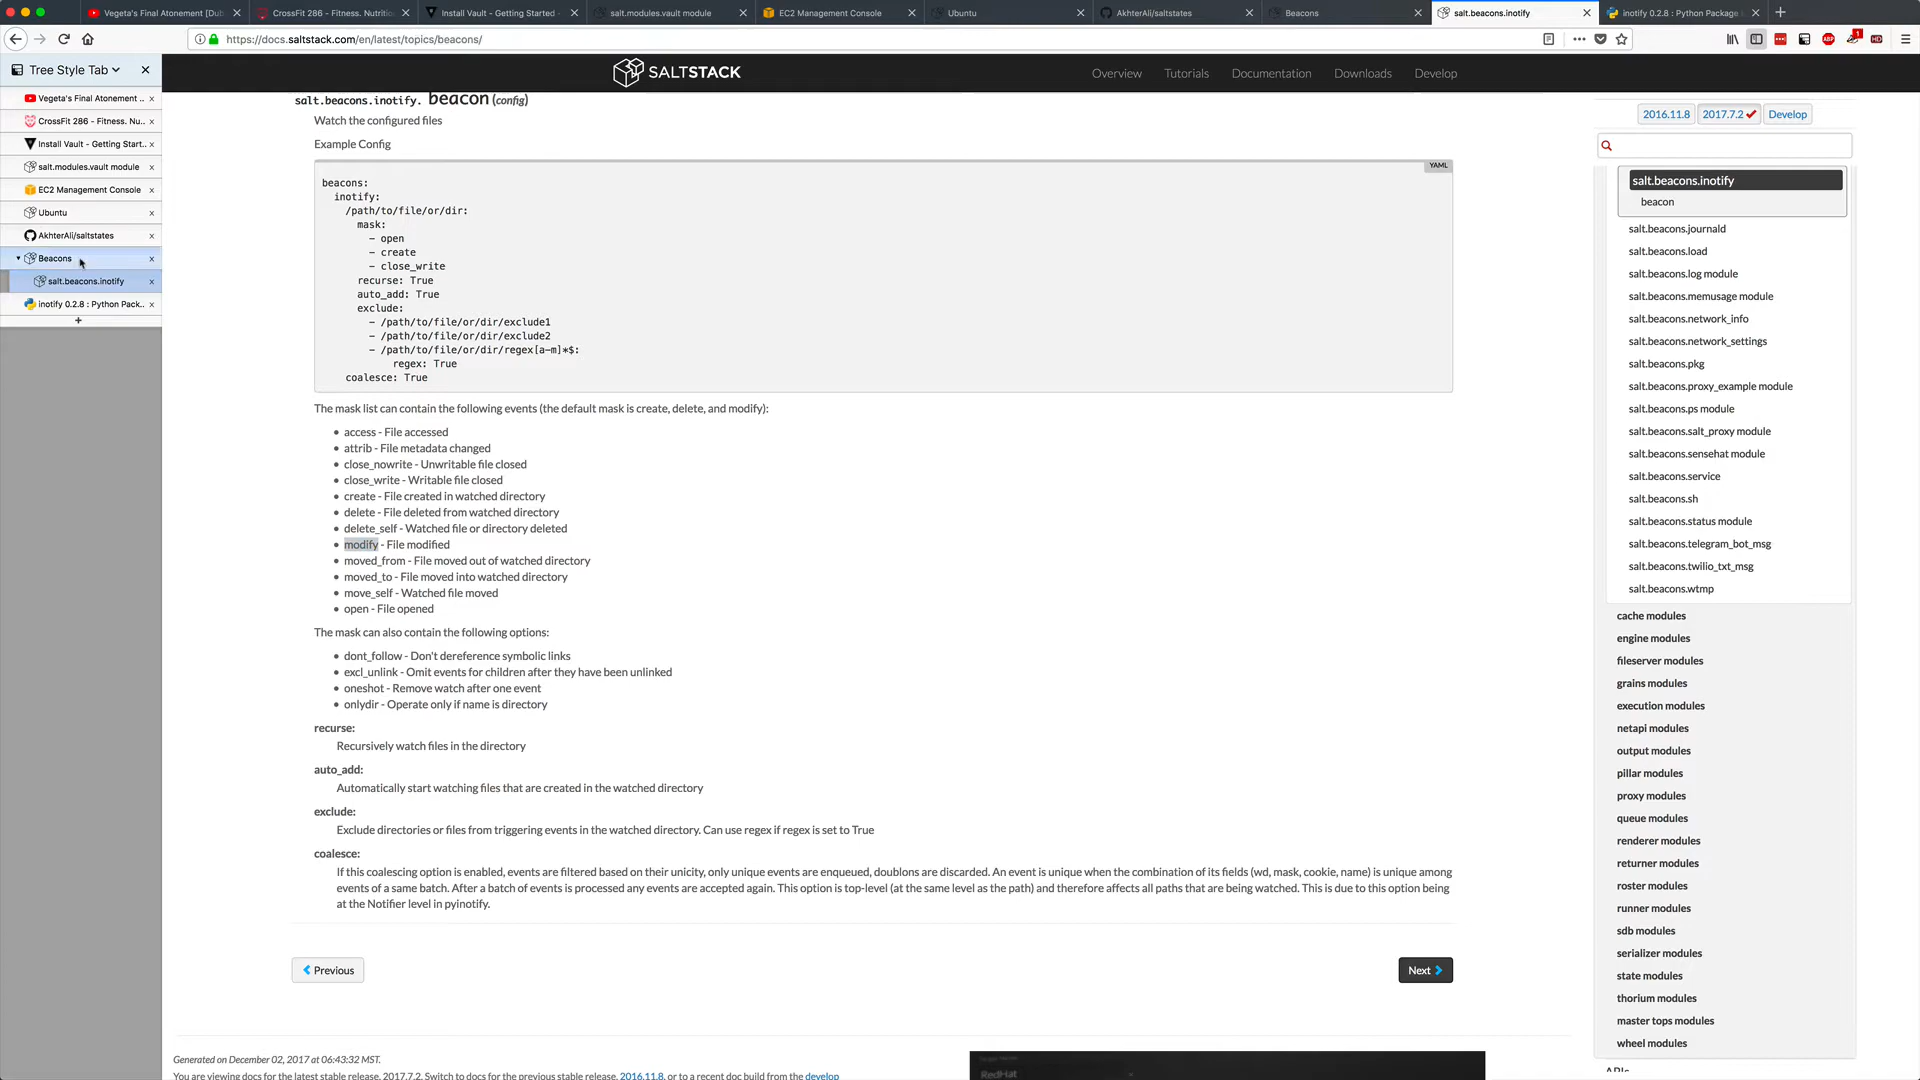 Vegeta's Final Atonement [Dub
CrossFit 286 - Fitness. Nutritio
Install Vault - Getting Started -
salt.modules.vault module
EC2 Management Console
Ubuntu
AkhterAli/saltstates
Beacons
salt.beacons.inotify
inotify 0.2.8 : Python Package
https://docs.saltstack.com/en/latest/topics/beacons/
Tree Style Tab
Vegeta's Final Atonement ..
CrossFit 286 - Fitness. Nu..
Install Vault - Getting Start..
salt.modules.vault module
EC2 Management Console
Ubuntu
AkhterAli/saltstates
Beacons
salt.beacons.inotify
inotify 0.2.8 : Python Pack..
SALTSTACK
Overview
Tutorials
Documentation
Downloads
Develop
salt.beacons.inotify. beacon (config)
Watch the configured files
Example Config
YAML
beacons:
inotify:
/path/to/file/or/dir:
mask:
- open
- create
- close_write
recurse: True
auto_add: True
exclude:
- /path/to/file/or/dir/exclude1
- /path/to/file/or/dir/exclude2
- /path/to/file/or/dir/regex[a-m]*$:
regex: True
coalesce: True
The mask list can contain the following events (the default mask is create, delete, and modify):
• access - File accessed
• attrib - File metadata changed
• close_nowrite - Unwritable file closed
• close_write - Writable file closed
• create - File created in watched directory
• delete - File deleted from watched directory
• delete_self - Watched file or directory deleted
• modify - File modified
• moved_from - File moved out of watched directory
• moved_to - File moved into watched directory
• move_self - Watched file moved
• open - File opened
The mask can also contain the following options:
• dont_follow - Don't dereference symbolic links
• excl_unlink - Omit events for children after they have been unlinked
• oneshot - Remove watch after one event
• onlydir - Operate only if name is directory
recurse:
Recursively watch files in the directory
auto_add:
Automatically start watching files that are created in the watched directory
exclude:
Exclude directories or files from triggering events in the watched directory. Can use regex if regex is set to True
coalesce:
If this coalescing option is enabled, events are filtered based on their unicity, only unique events are enqueued, doublons are discarded. An event is unique when the combination of its fields (wd, mask, cookie, name) is unique among
events of a same batch. After a batch of events is processed any events are accepted again. This option is top-level (at the same level as the path) and therefore affects all paths that are being watched. This is due to this option being
at the Notifier level in pyinotify.
Previous
Next
Generated on December 02, 2017 at 06:43:32 MST.
You are viewing docs for the latest stable release, 2017.7.2. Switch to docs for the previous stable release, 2016.11.8, or to a recent doc build from the develop
RedHat
2016.11.8
2017.7.2
Develop
salt.beacons.inotify
beacon
salt.beacons.journald
salt.beacons.load
salt.beacons.log module
salt.beacons.memusage module
salt.beacons.network_info
salt.beacons.network_settings
salt.beacons.pkg
salt.beacons.proxy_example module
salt.beacons.ps module
salt.beacons.salt_proxy module
salt.beacons.sensehat module
salt.beacons.service
salt.beacons.sh
salt.beacons.status module
salt.beacons.telegram_bot_msg
salt.beacons.twilio_txt_msg
salt.beacons.wtmp
cache modules
engine modules
fileserver modules
grains modules
execution modules
netapi modules
output modules
pillar modules
proxy modules
queue modules
renderer modules
returner modules
roster modules
runner modules
sdb modules
serializer modules
state modules
thorium modules
master tops modules
wheel modules
APIs